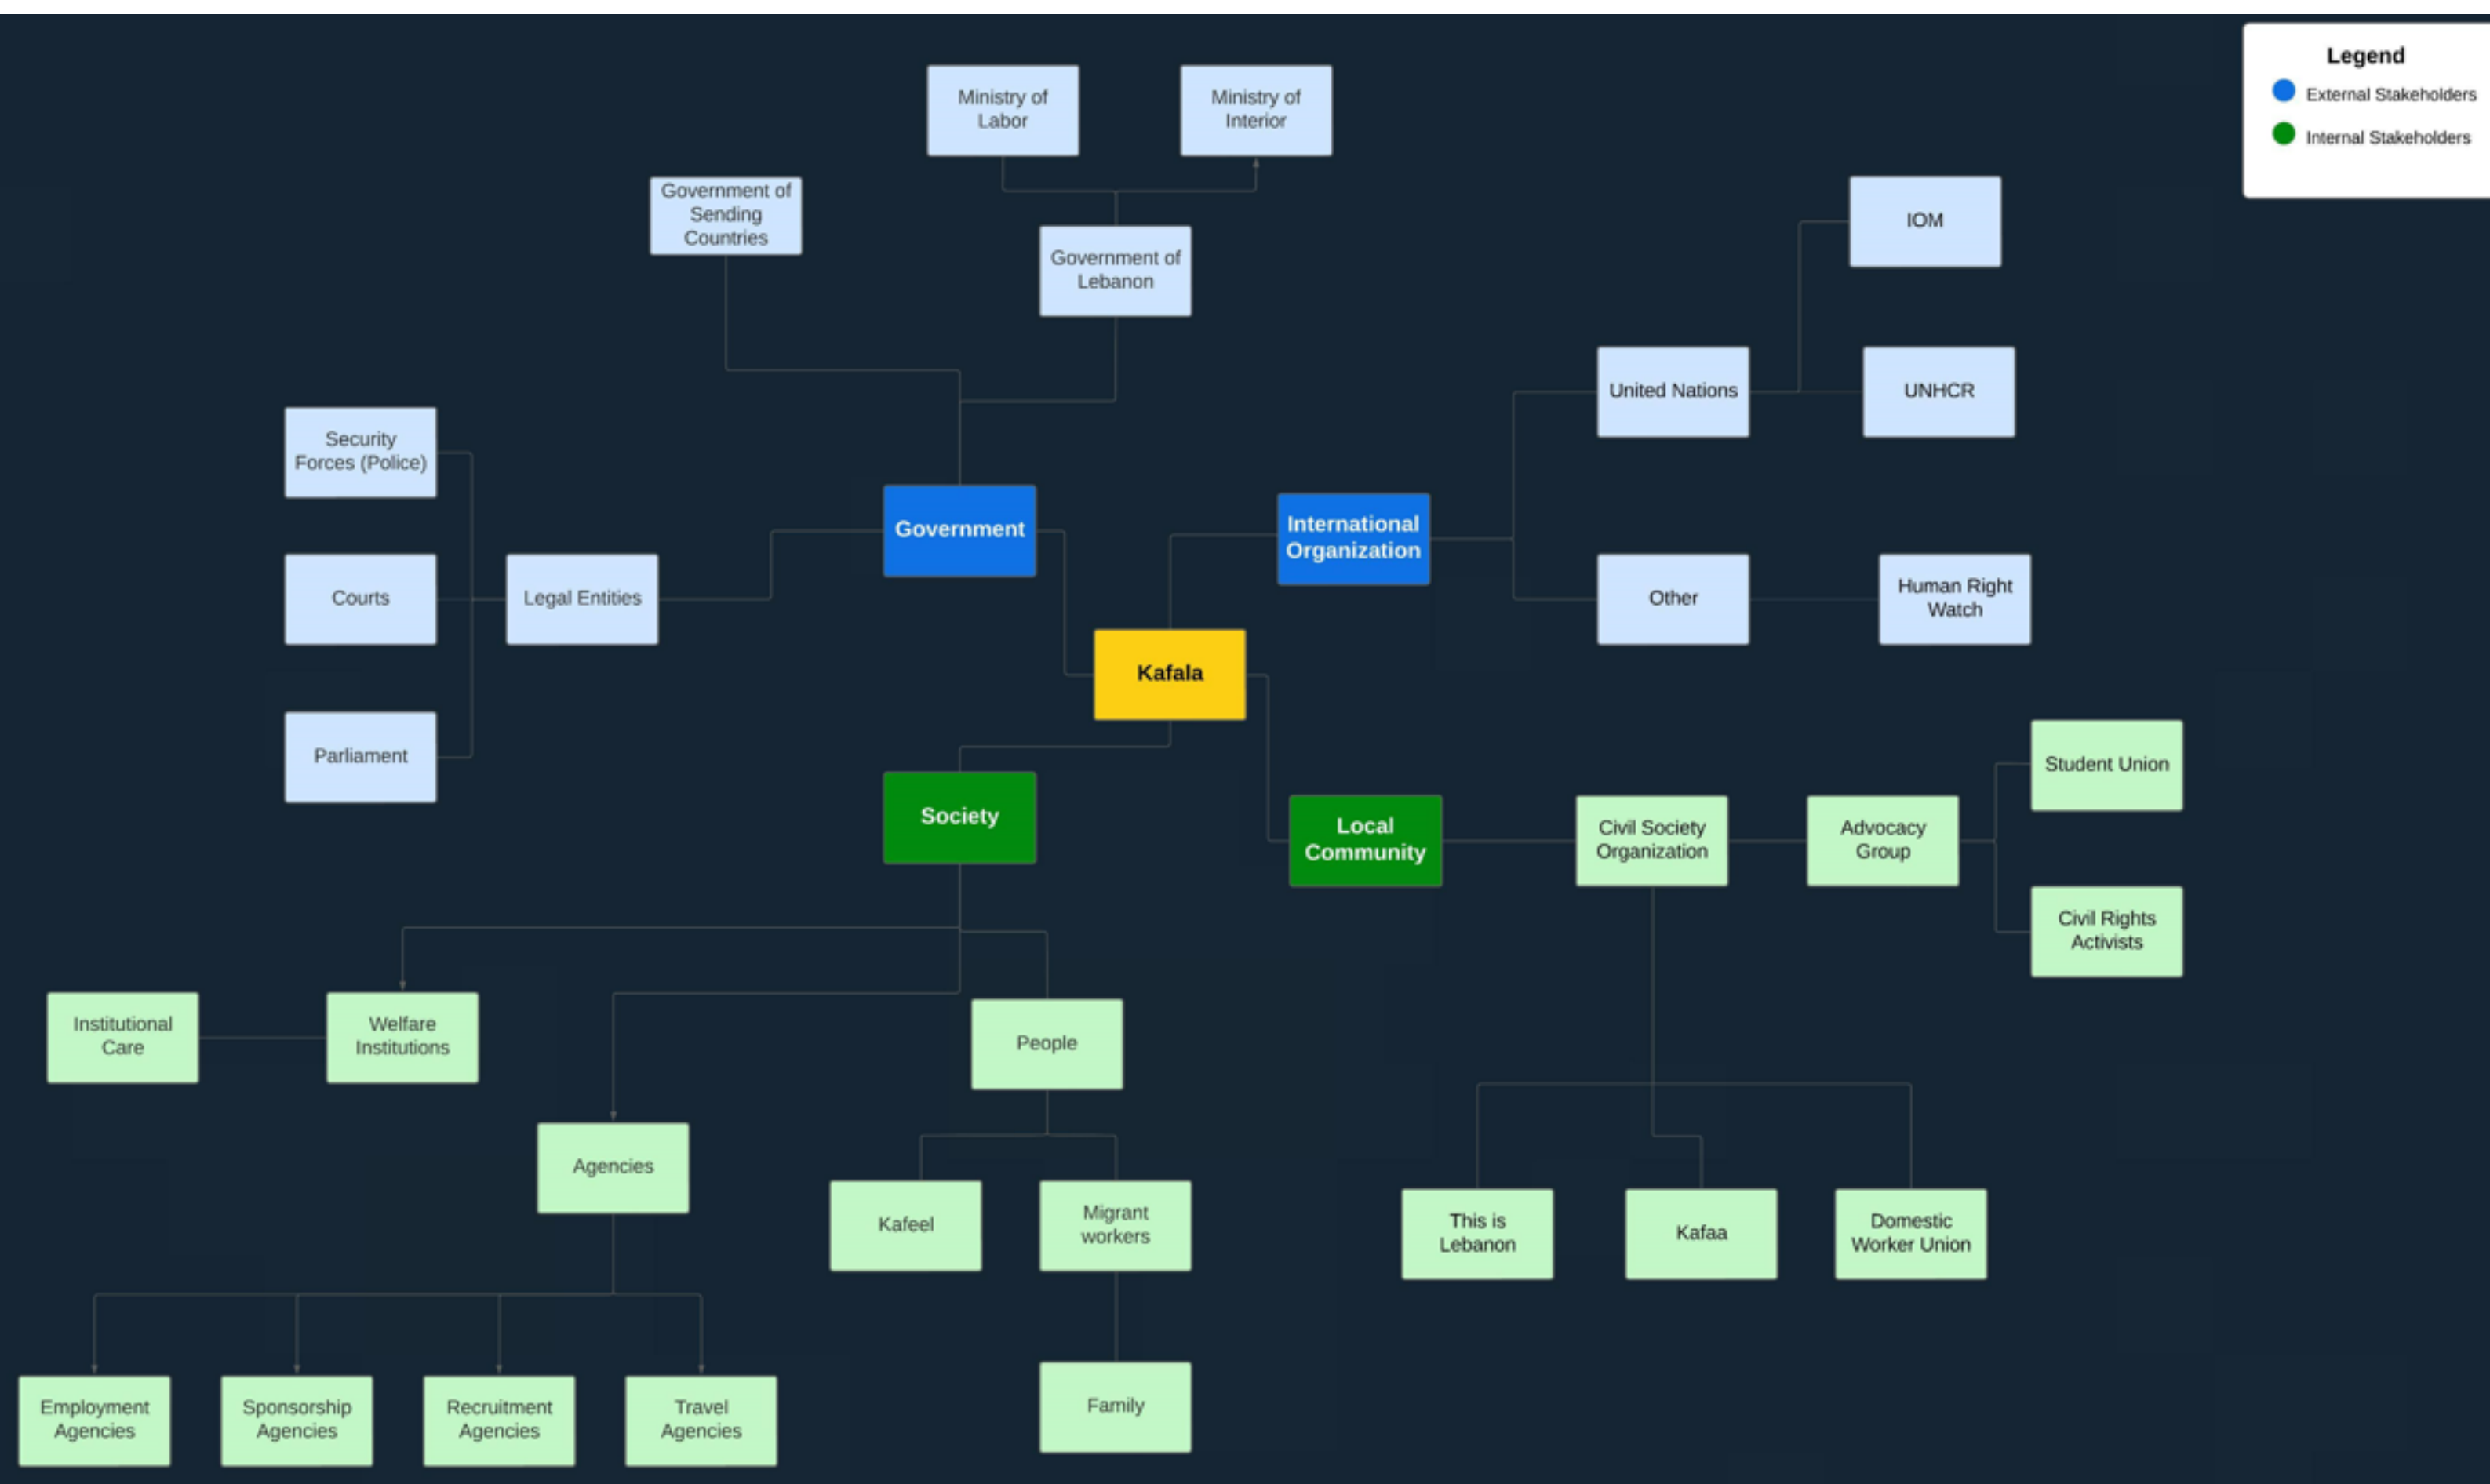 Legend
External Stakeholders
Internal Stakeholders
Ministry of
Labor
Ministry of
Interior
Government of
Sending
Countries
Government of
Lebanon
IOM
United Nations
UNHCR
Security
Forces (Police)
Courts
Legal Entities
Parliament
Government
International
Organization
Other
Human Right
Watch
Kafala
Society
Local
Community
Civil Society
Organization
Advocacy
Group
Student Union
Civil Rights
Activists
Institutional
Care
Welfare
Institutions
People
Agencies
Kafeel
Migrant
workers
This is
Lebanon
Kafaa
Domestic
Worker Union
Employment
Agencies
Sponsorship
Agencies
Recruitment
Agencies
Travel
Agencies
Family